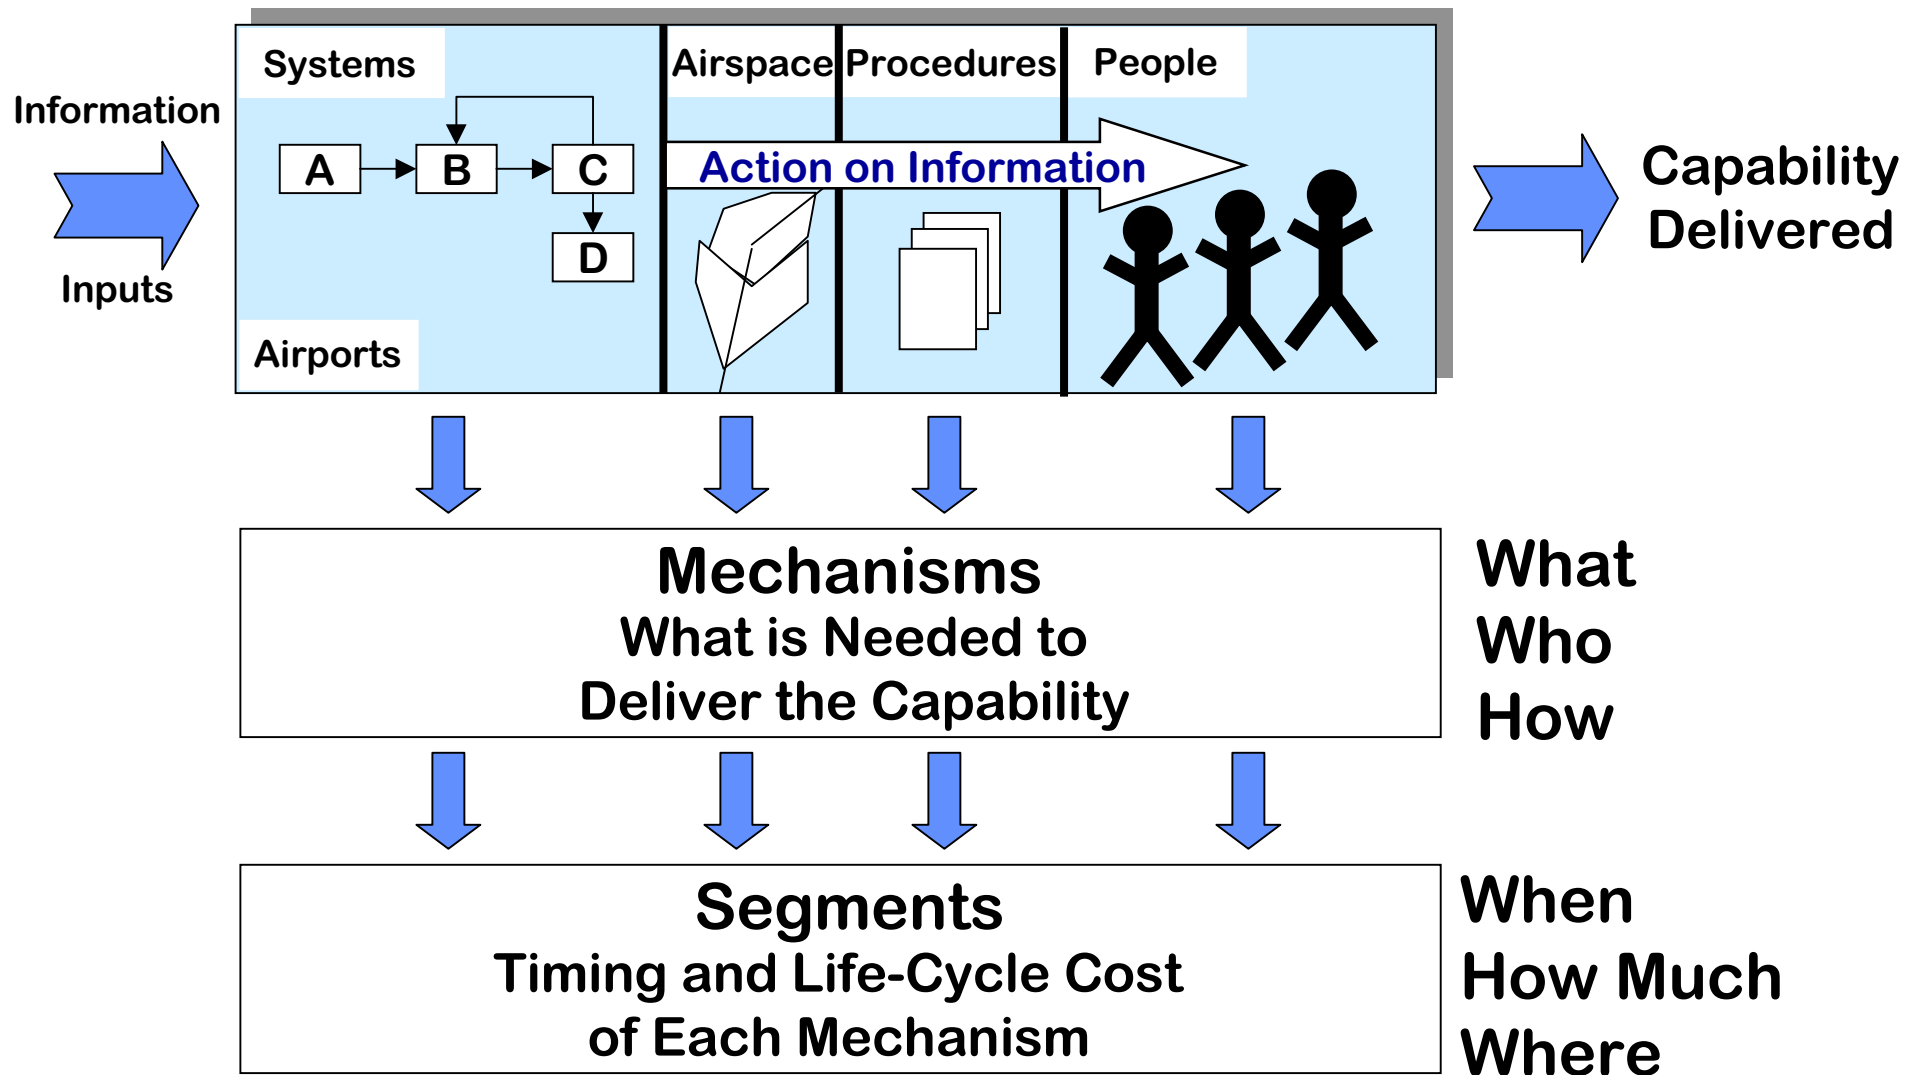 Information
Inputs
Systems
A
B
C
D
Airports
Airspace
Procedures
People
Action on Information
Capability
Delivered
Mechanisms
What is Needed to
Deliver the Capability
What
Who
How
Segments
Timing and Life-Cycle Cost
of Each Mechanism
When
How Much
Where